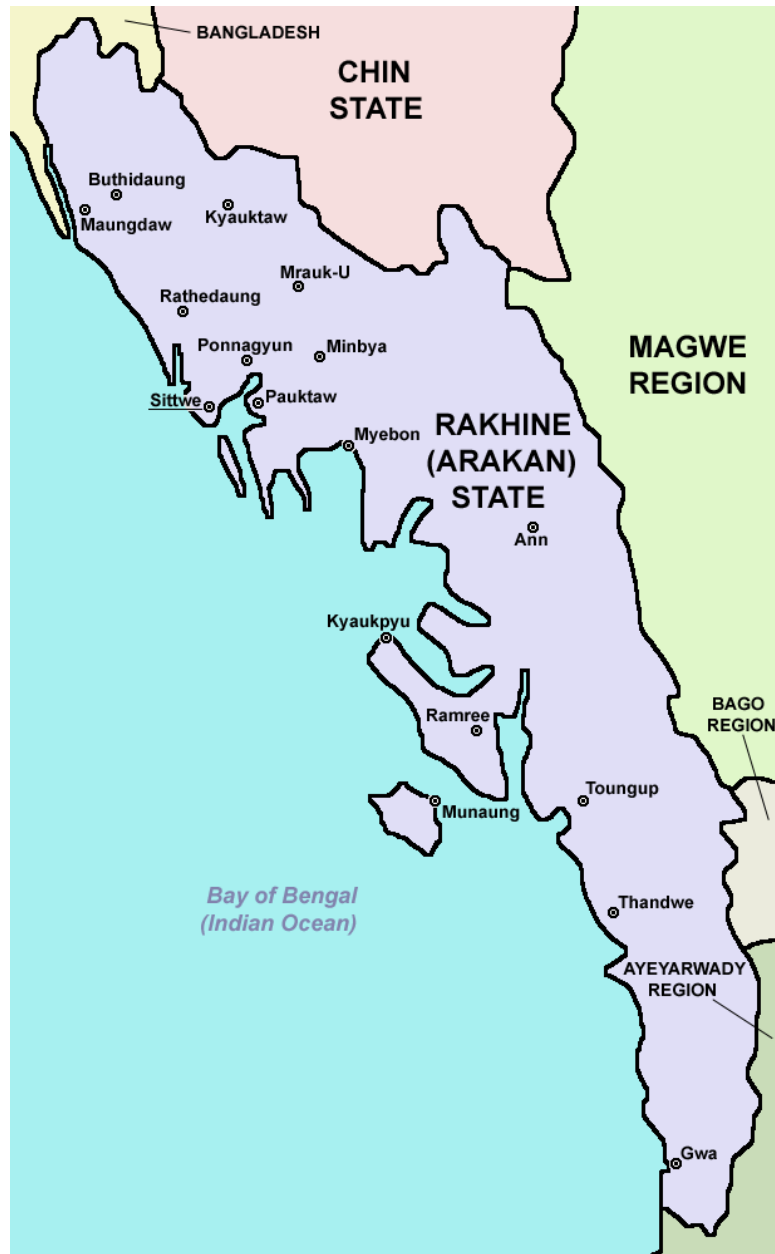 BANGLADESH
CHIN
STATE
Buthidaung
Maungdaw
Kyauktaw
Mrauk-U
Rathedaung
Ponnagyun
Minbya
MAGWE
REGION
Sittwe
Pauktaw
Myebon
RAKHINE
(ARAKAN)
STATE
Ann
Kyaukpyu
Ramree
BAGO
REGION
Munaung
Toungup
Bay of Bengal
(Indian Ocean)
Thandwe
AYEYARWADY
REGION
Gwa